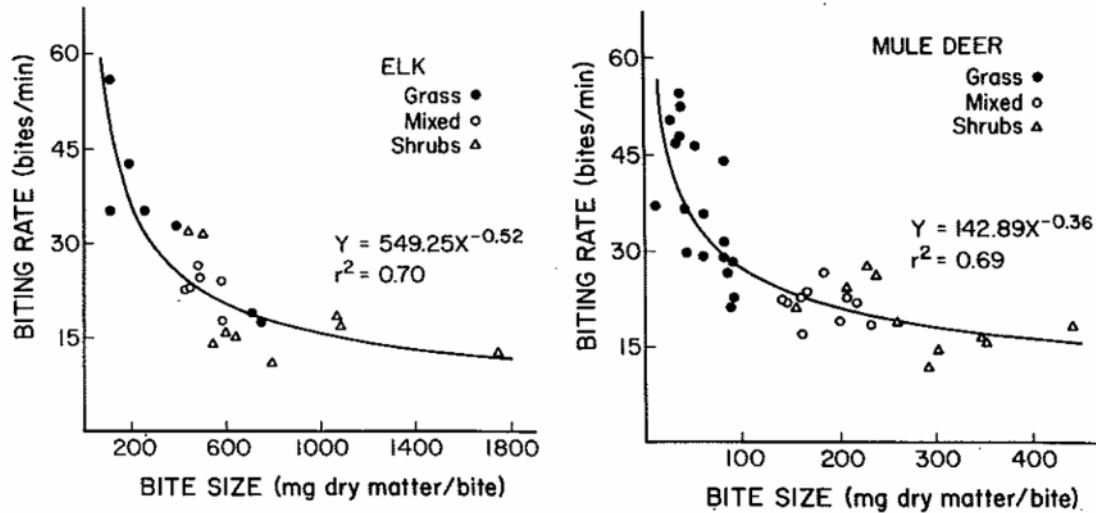 ELK
Grass ●
Mixed ○
Shrubs △
Y = 549.25X^-0.52
r² = 0.70
60
45
30
15
BITING RATE (bites/min)
200 600 1000 1400 1800
BITE SIZE (mg dry matter/bite)
MULE DEER
Grass ●
Mixed ○
Shrubs △
Y = 142.89X^-0.36
r² = 0.69
60
45
30
15
BITING RATE (bites/min)
100 200 300 400
BITE SIZE (mg dry matter/bite)